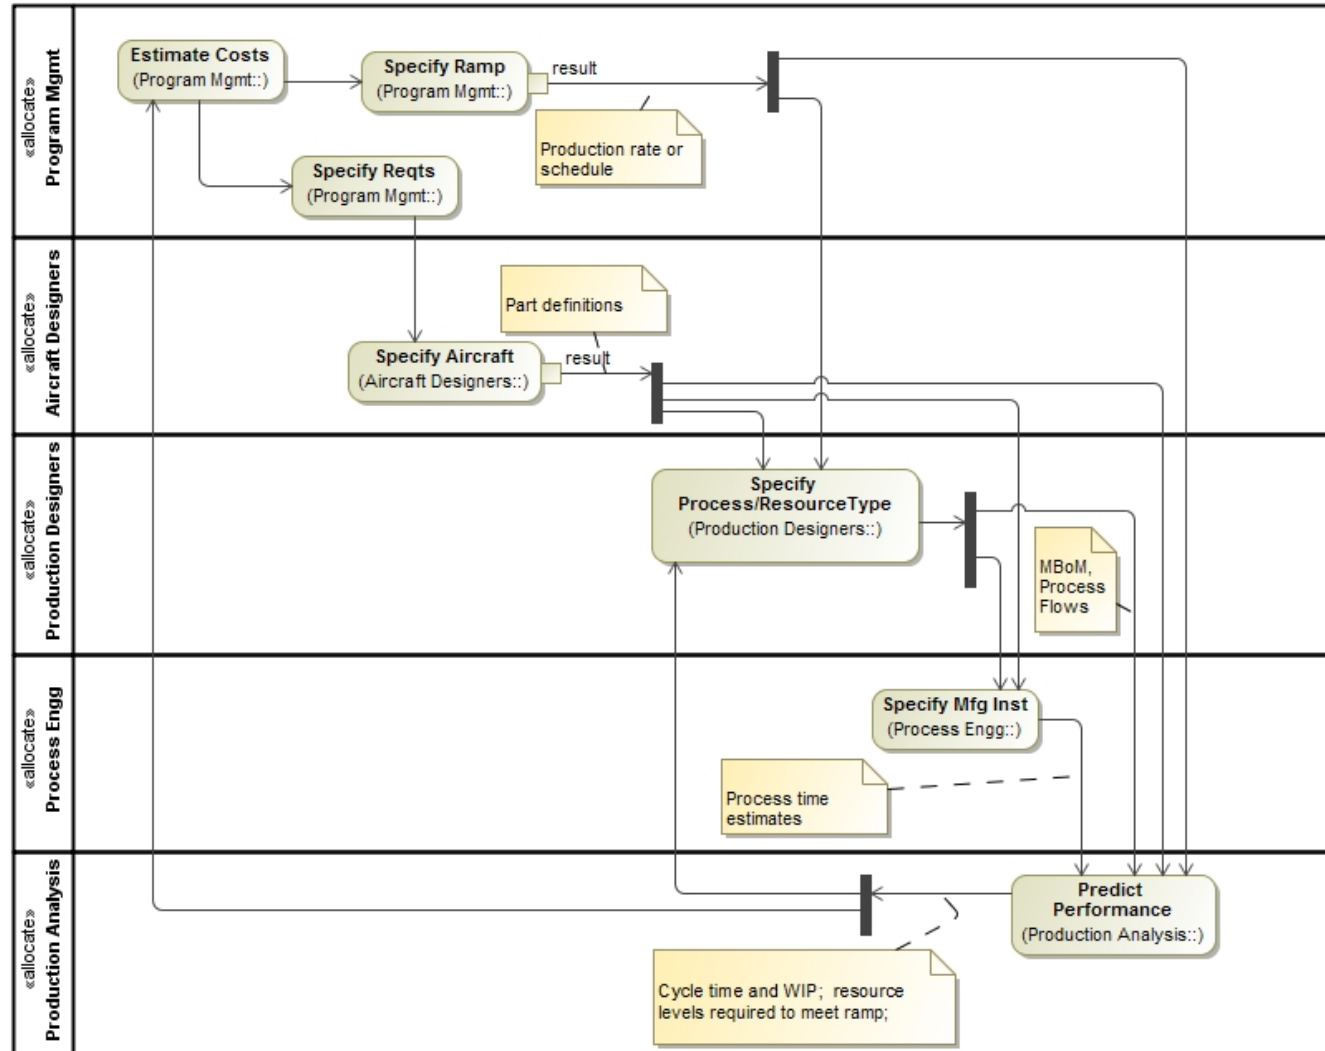 «allocate»
Program Mgmt
Estimate Costs
(Program Mgmt::)
Specify Ramp
(Program Mgmt::)
result
Production rate or
schedule
Specify Reqts
(Program Mgmt::)
«allocate»
Aircraft Designers
Part definitions
Specify Aircraft
(Aircraft Designers::)
result
«allocate»
Production Designers
Specify
Process/ResourceType
(Production Designers::)
MBoM,
Process
Flows
«allocate»
Process Engg
Specify Mfg Inst
(Process Engg::)
Process time
estimates
«allocate»
Production Analysis
Predict
Performance
(Production Analysis::)
Cycle time and WIP;  resource
levels required to meet ramp;